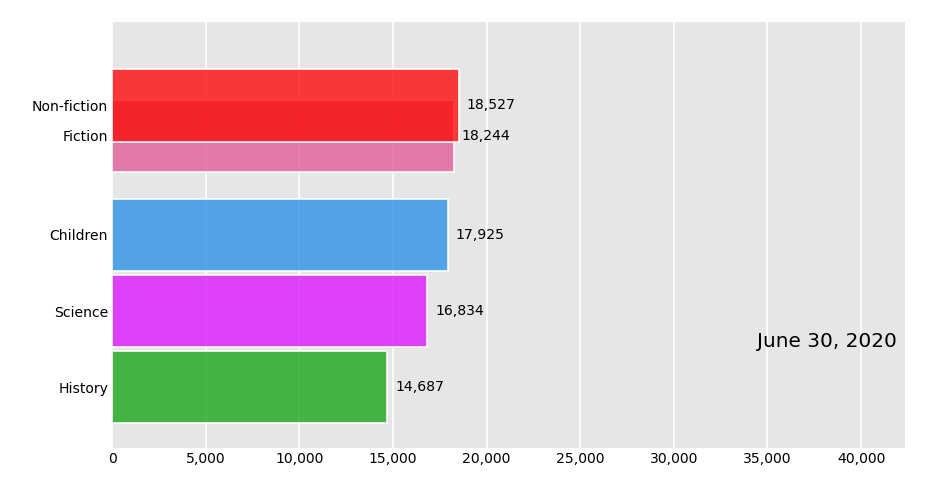 Non-fiction 18,527
Fiction 18,244
Children 17,925
Science 16,834
June 30, 2020
History 14,687
0 5,000 10,000 15,000 20,000 25,000 30,000 35,000 40,000